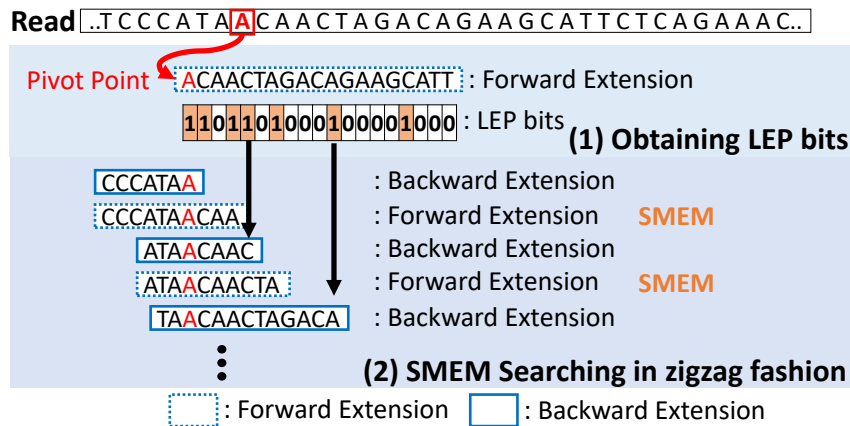 Read ..TCCCATAACAACTAGACAGAAGCATTCTCAGAAAC..
Pivot Point ACAACTAGACAGAAGCATT : Forward Extension
1101101000100001000 : LEP bits
(1) Obtaining LEP bits
CCCATAA : Backward Extension
CCCATAACAA : Forward Extension SMEM
ATAACAAC : Backward Extension
ATAACAACTA : Forward Extension SMEM
TAACAACTAGACA : Backward Extension
(2) SMEM Searching in zigzag fashion
: Forward Extension : Backward Extension